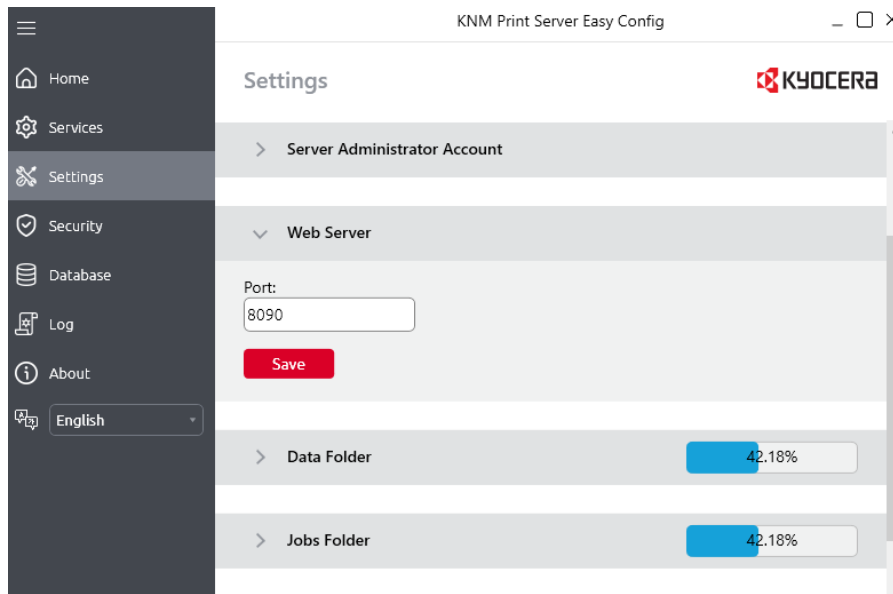 KNM Print Server Easy Config
Home
Services
Settings
Security
Database
Log
About
English
Settings
KYOCERA
Server Administrator Account
Web Server
Port:
8090
Save
Data Folder
42.18%
Jobs Folder
42.18%